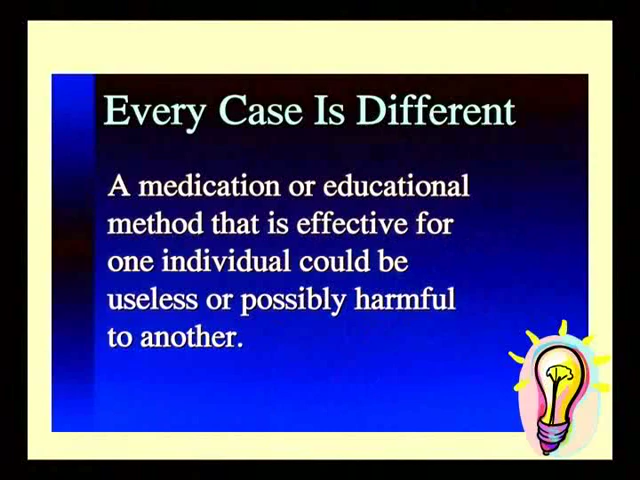 Every Case Is Different
A medication or educational
method that is effective for
one individual could be
useless or possibly harmful
to another.